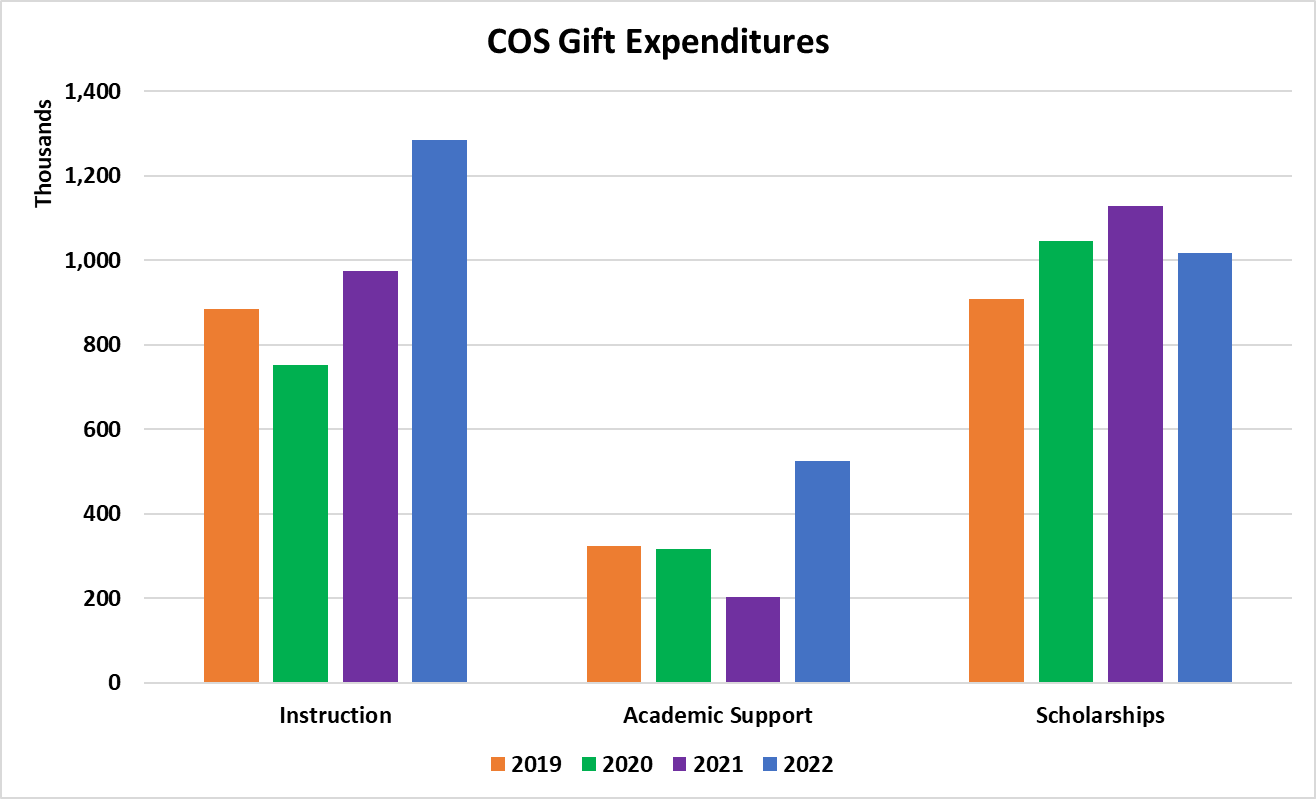 COS Gift Expenditures
Thousands
1,400
1,200
1,000
800
600
400
200
0
Instruction Academic Support Scholarships
2019 2020 2021 2022